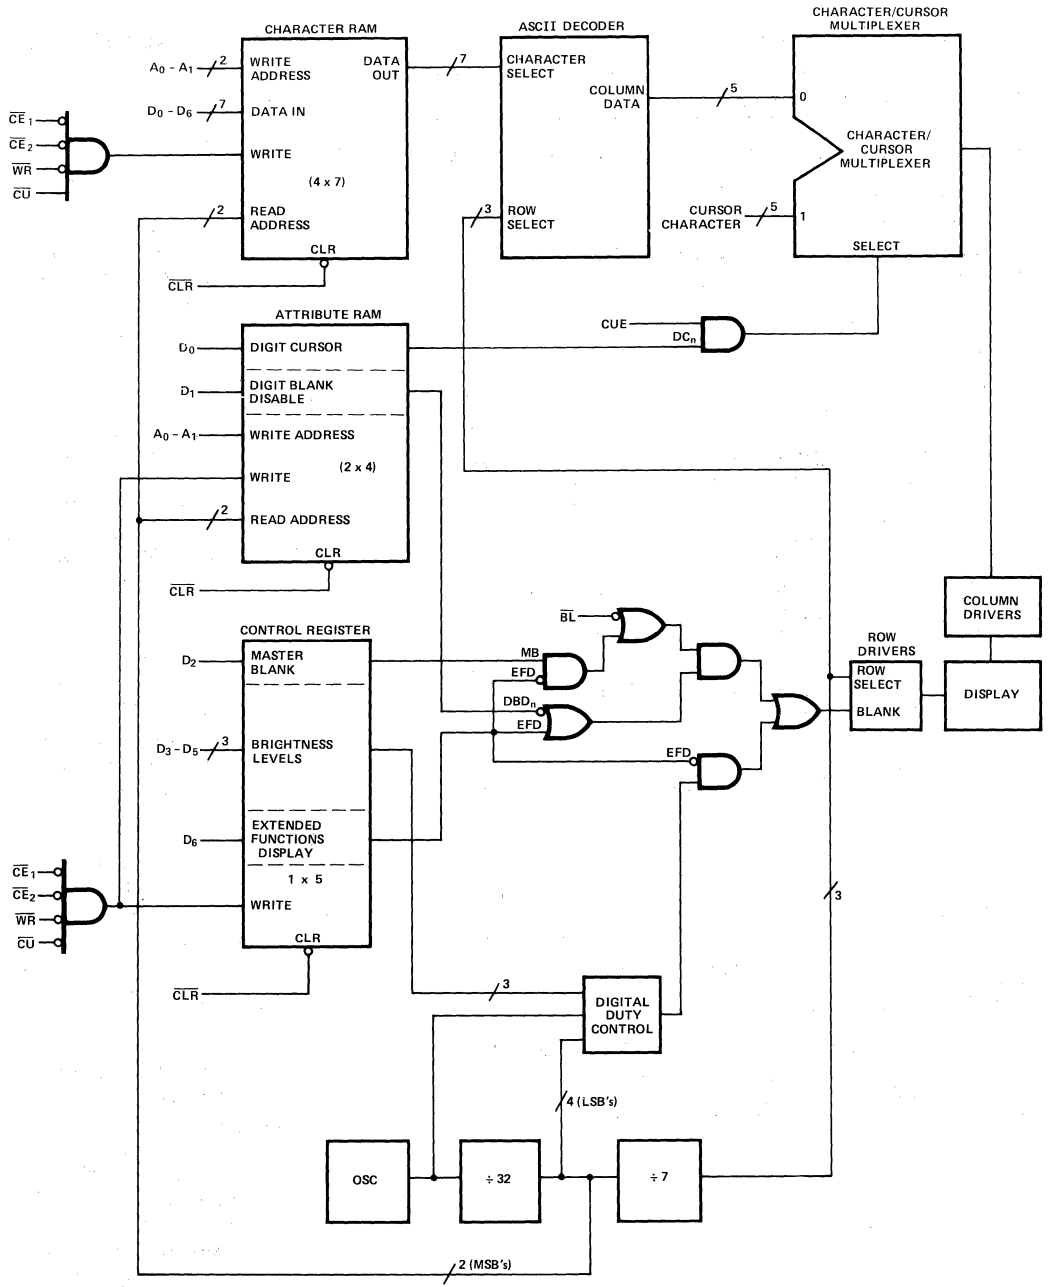 CHARACTER RAM
A0 - A1
2
WRITE
ADDRESS
DATA
OUT
7
D0 - D6
7
DATA IN
CE1
CE2
WR
CU
WRITE
(4 x 7)
2
READ
ADDRESS
CLR
CLR
ASCII DECODER
CHARACTER
SELECT
COLUMN
DATA
5
3
ROW
SELECT
CHARACTER/CURSOR
MULTIPLEXER
0
CHARACTER/
CURSOR
MULTIPLEXER
CURSOR
CHARACTER
5
1
SELECT
ATTRIBUTE RAM
D0
DIGIT CURSOR
CUE
DCn
D1
DIGIT BLANK
DISABLE
A0 - A1
WRITE ADDRESS
(2 x 4)
WRITE
2
READ ADDRESS
CLR
CLR
CONTROL REGISTER
D2
MASTER
BLANK
BL
MB
EFD
DBDn
EFD
EFD
D3 - D5
3
BRIGHTNESS
LEVELS
D6
EXTENDED
FUNCTIONS
DISPLAY
1 x 5
CE1
CE2
WR
CU
WRITE
CLR
CLR
COLUMN
DRIVERS
ROW
DRIVERS
ROW
SELECT
BLANK
DISPLAY
3
3
DIGITAL
DUTY
CONTROL
4 (LSB's)
OSC
÷ 32
÷ 7
2 (MSB's)